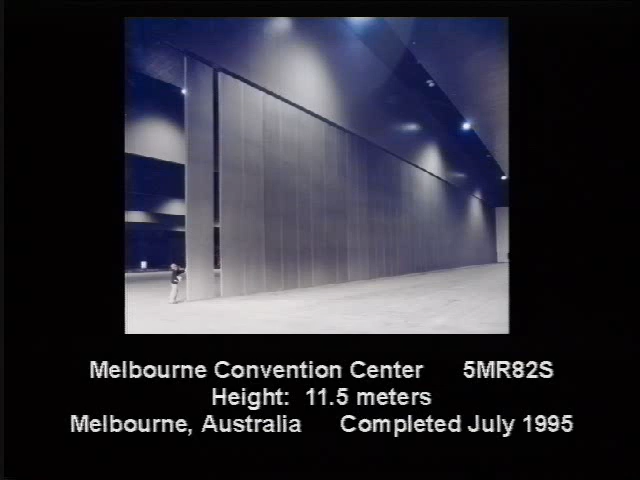 Melbourne Convention Center 5MR82S
Height: 11.5 meters
Melbourne, Australia Completed July 1995